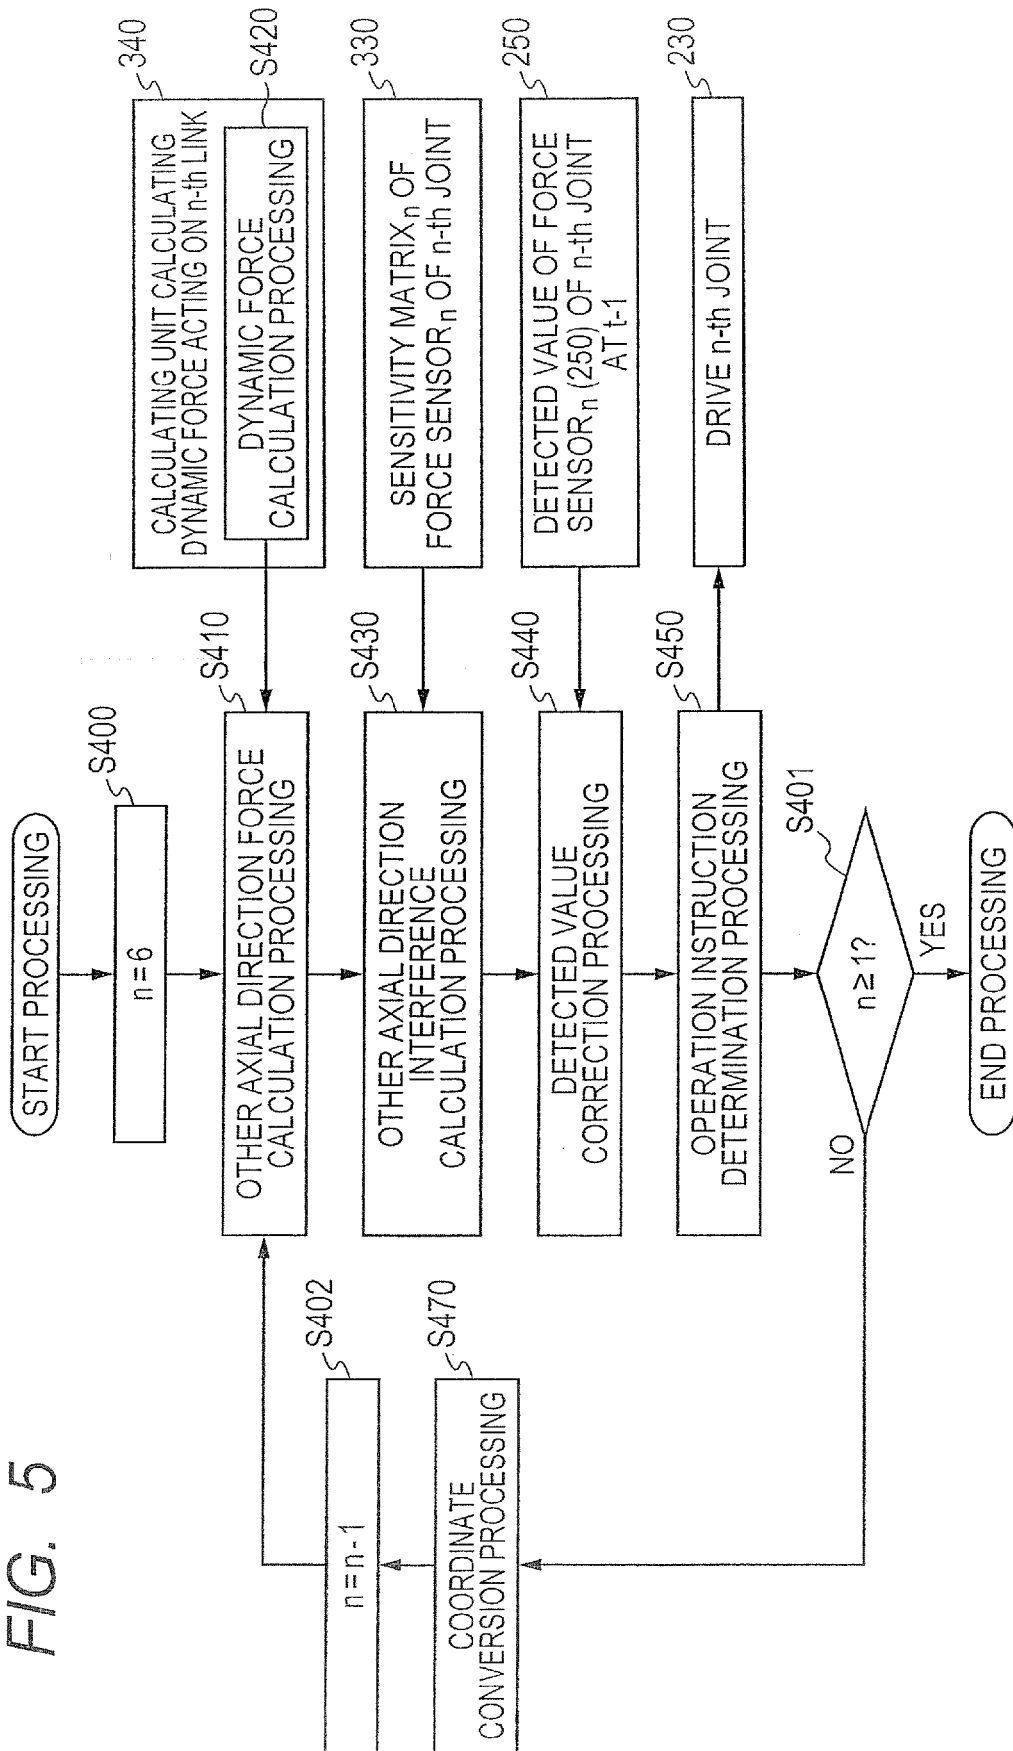 FIG. 5
START PROCESSING
S400
n=6
S410
OTHER AXIAL DIRECTION FORCE
CALCULATION PROCESSING
340
CALCULATING UNIT CALCULATING
DYNAMIC FORCE ACTING ON n-th LINK
S420
DYNAMIC FORCE
CALCULATION PROCESSING
S430
OTHER AXIAL DIRECTION
INTERFERENCE
CALCULATION PROCESSING
330
SENSITIVITY MATRIXn OF
FORCE SENSORn OF n-th JOINT
S440
DETECTED VALUE
CORRECTION PROCESSING
250
DETECTED VALUE OF FORCE
SENSORn (250) OF n-th JOINT
AT t-1
S450
OPERATION INSTRUCTION
DETERMINATION PROCESSING
230
DRIVE n-th JOINT
S401
n≥1?
NO
YES
S402
n=n-1
S470
COORDINATE
CONVERSION PROCESSING
END PROCESSING